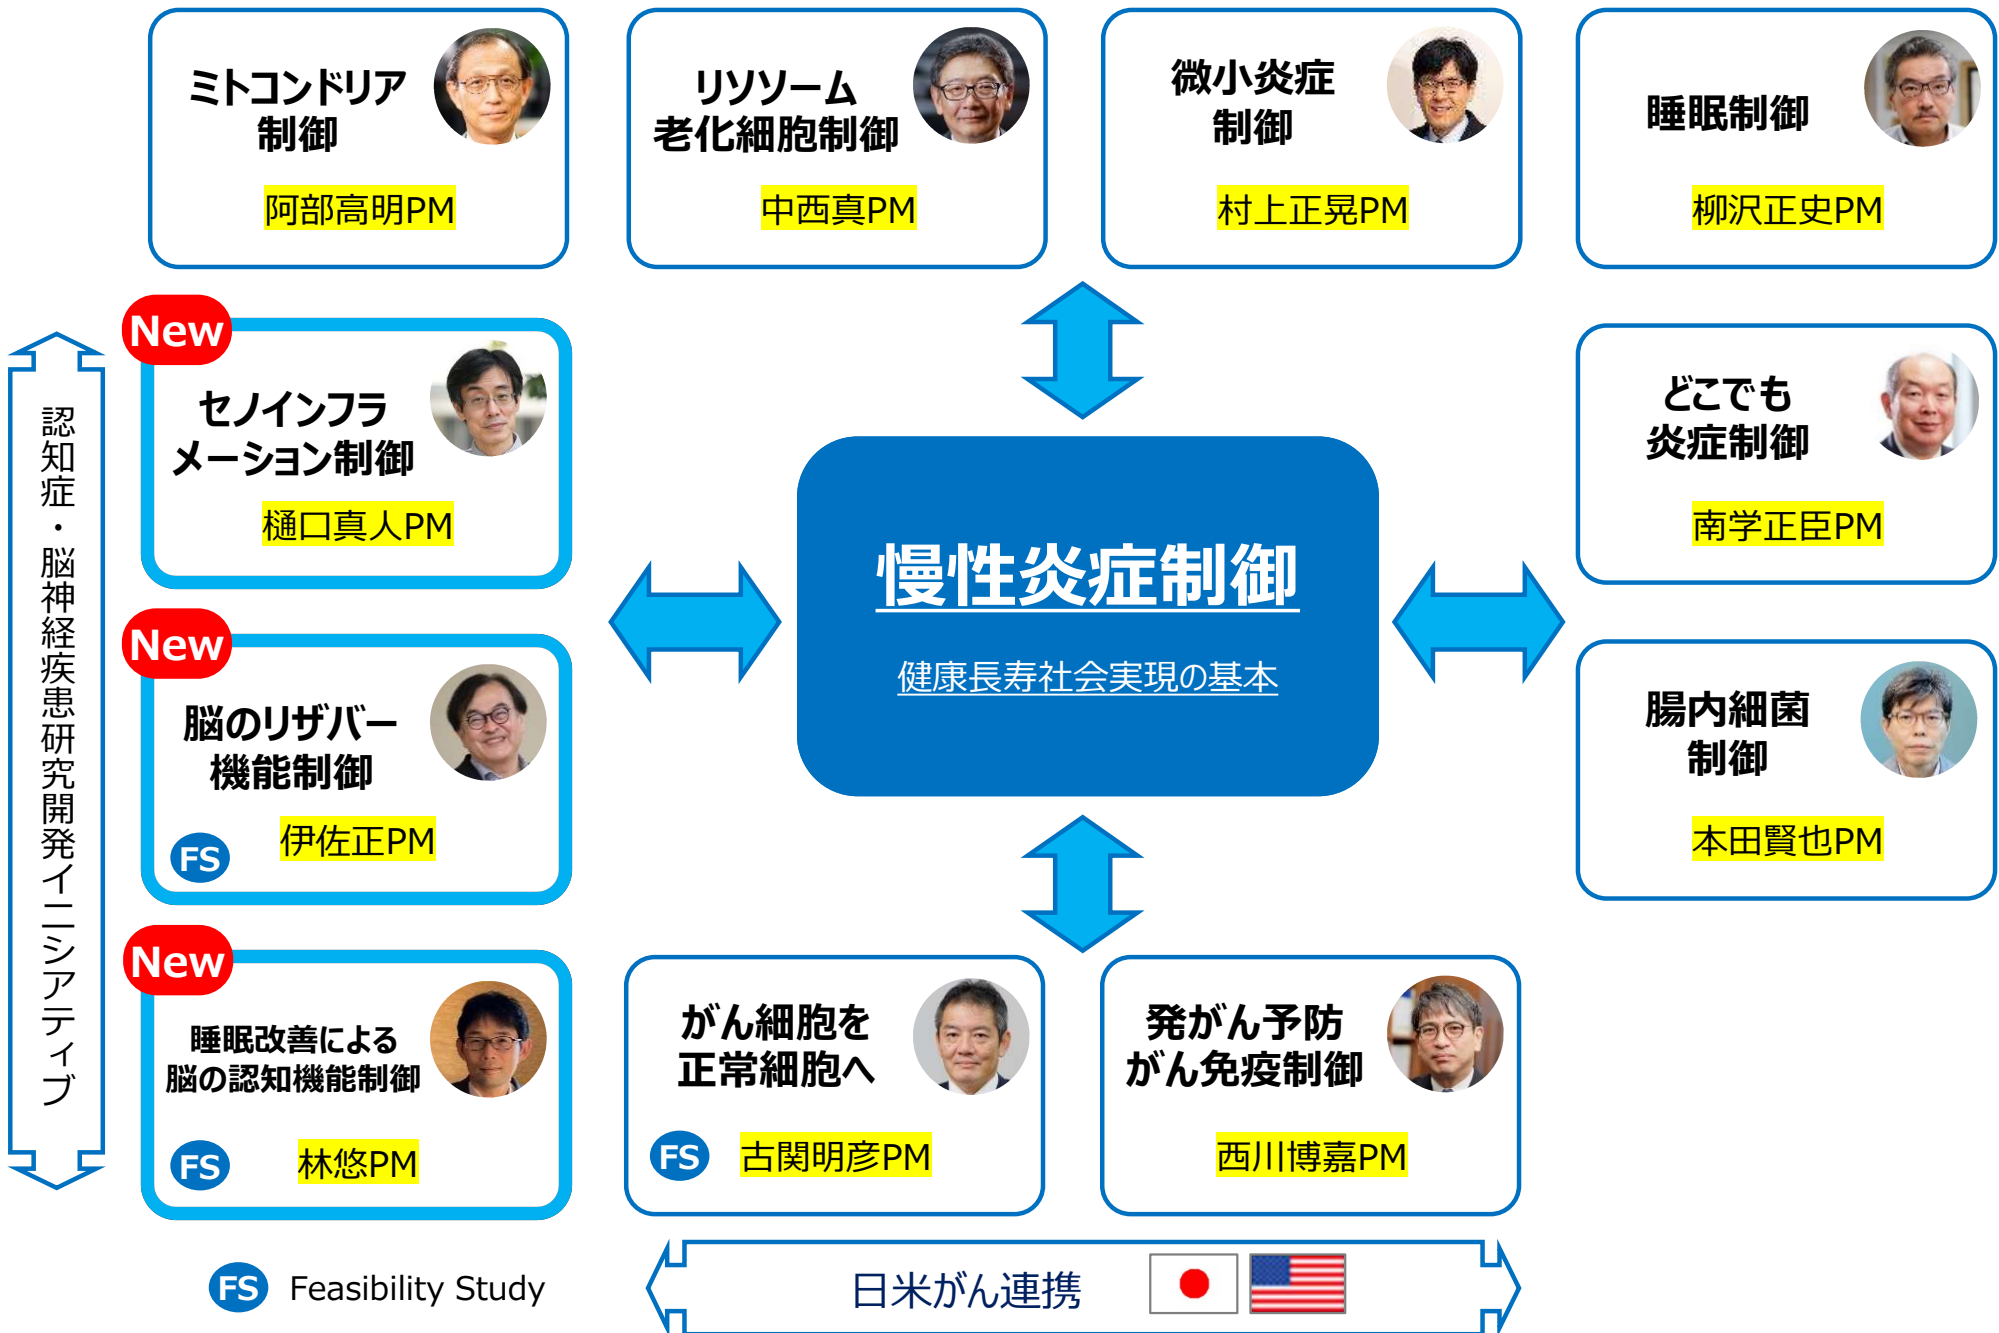 ミトコンドリア
制御
阿部高明PM
リソソーム
老化細胞制御
中西真PM
微小炎症
制御
村上正晃PM
睡眠制御
柳沢正史PM
認知症・脳神経疾患研究開発イニシアティブ
New
セノインフラ
メーション制御
樋口真人PM
New
脳のリザバー
機能制御
FS
伊佐正PM
New
睡眠改善による
脳の認知機能制御
FS
林悠PM
慢性炎症制御
健康長寿社会実現の基本
どこでも
炎症制御
南学正臣PM
腸内細菌
制御
本田賢也PM
がん細胞を
正常細胞へ
FS
古関明彦PM
発がん予防
がん免疫制御
西川博嘉PM
FS Feasibility Study
日米がん連携